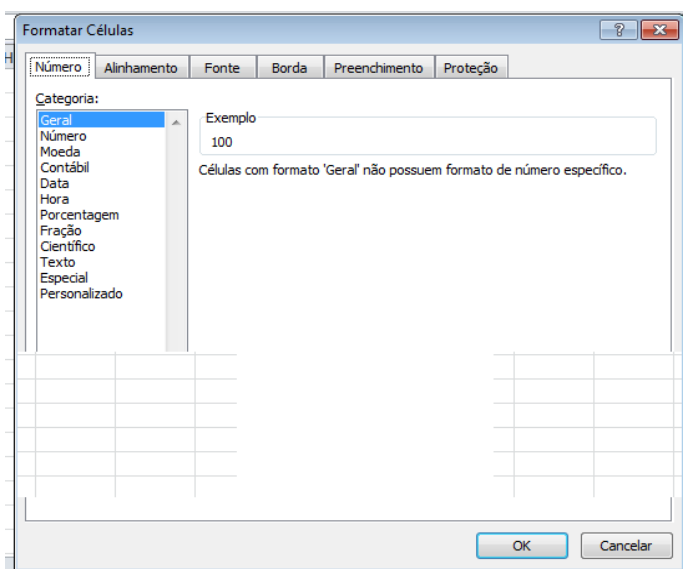 Formatar Células
H
Número Alinhamento Fonte Borda Preenchimento Proteção
Categoria:
Geral
Número
Moeda
Contábil
Data
Hora
Porcentagem
Fração
Científico
Texto
Especial
Personalizado
Exemplo
100
Células com formato 'Geral' não possuem formato de número específico.
OK Cancelar